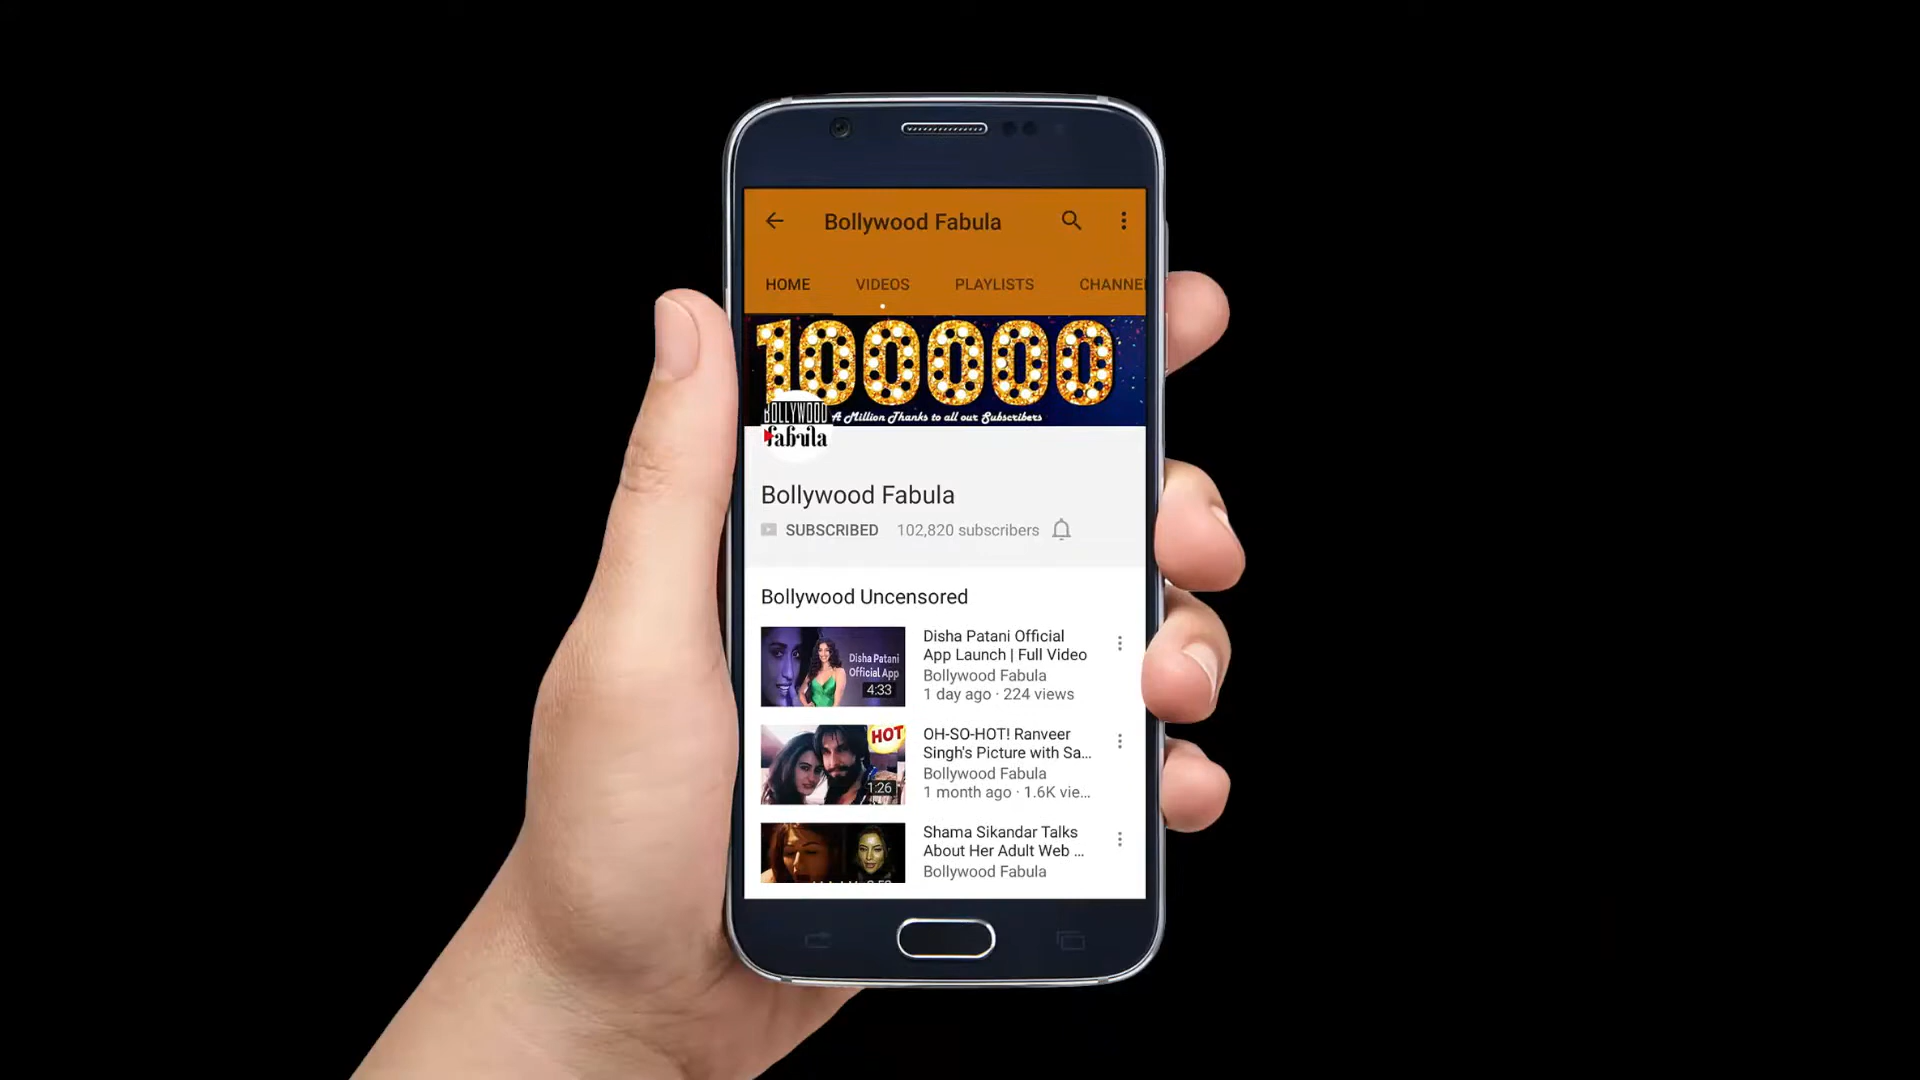 Bollywood Fabula
HOME VIDEOS PLAYLISTS CHANNE
100000
A Million Thanks to all our Subscribers
BOLLYWOOD
fabula
Bollywood Fabula
SUBSCRIBED 102,820 subscribers
Bollywood Uncensored
Disha Patani
Official App
4:33
Disha Patani Official
App Launch | Full Video
Bollywood Fabula
1 day ago · 224 views
HOT
1:26
OH-SO-HOT! Ranveer
Singh's Picture with Sa...
Bollywood Fabula
1 month ago · 1.6K vie...
Shama Sikandar Talks
About Her Adult Web ...
Bollywood Fabula